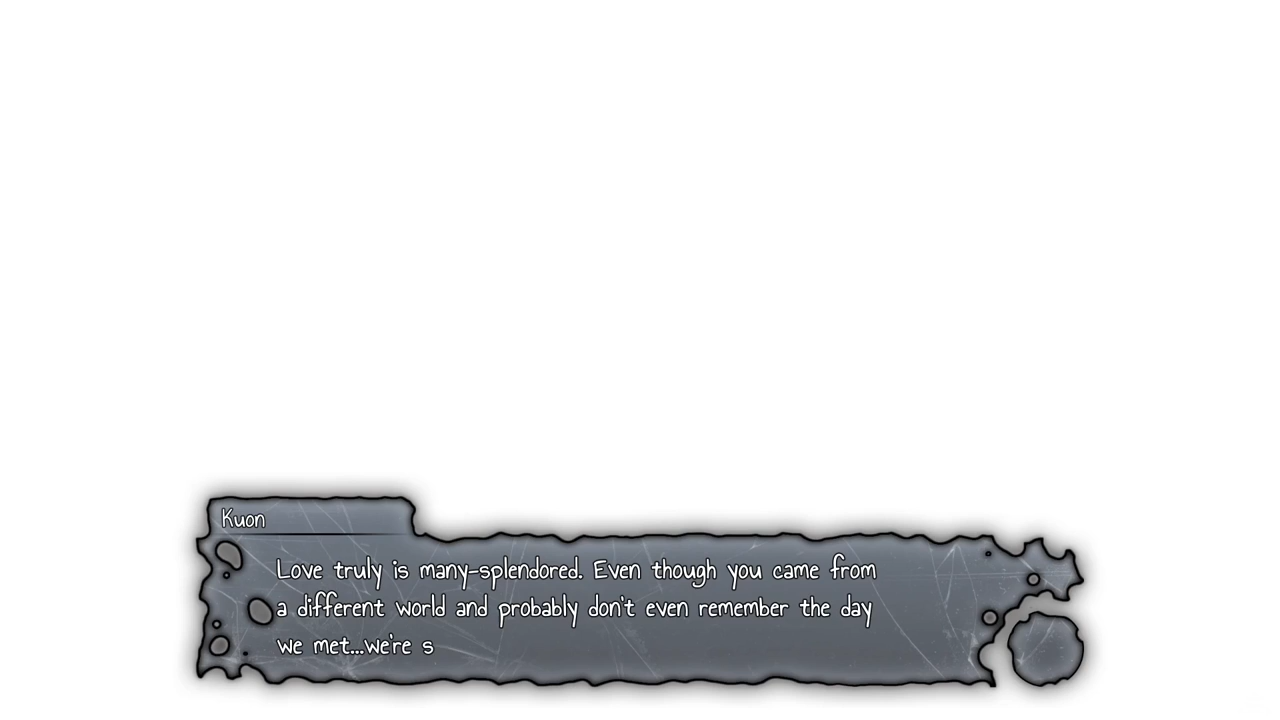 Kuon
Love truly is many-splendored. Even though you came from
a different world and probably don't even remember the day
we met...we're s